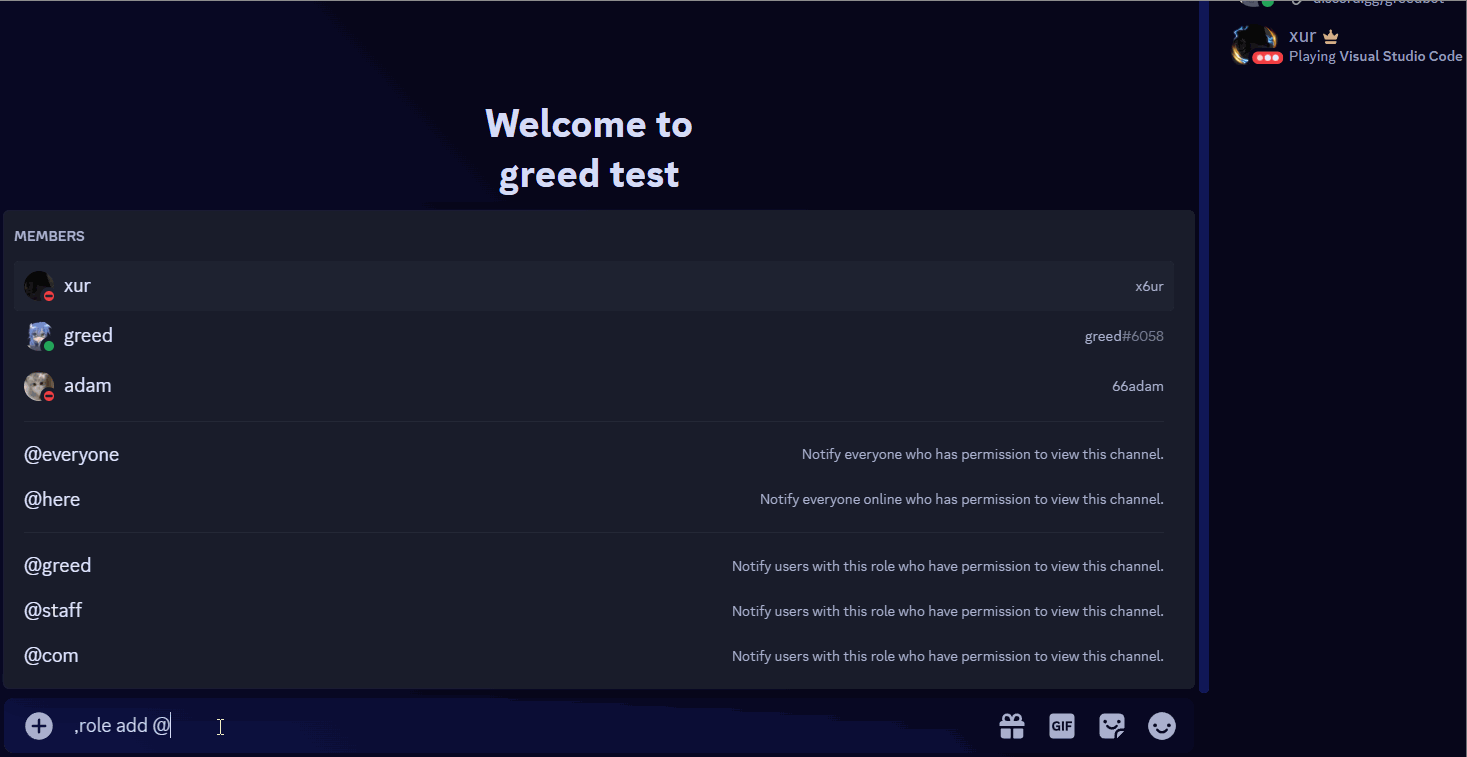 Welcome to
greed test
MEMBERS
xur x6ur
greed greed#6058
adam 66adam
@everyone Notify everyone who has permission to view this channel.
@here Notify everyone online who has permission to view this channel.
@greed Notify users with this role who have permission to view this channel.
@staff Notify users with this role who have permission to view this channel.
@com Notify users with this role who have permission to view this channel.
,role add @
GIF
xur
Playing Visual Studio Code